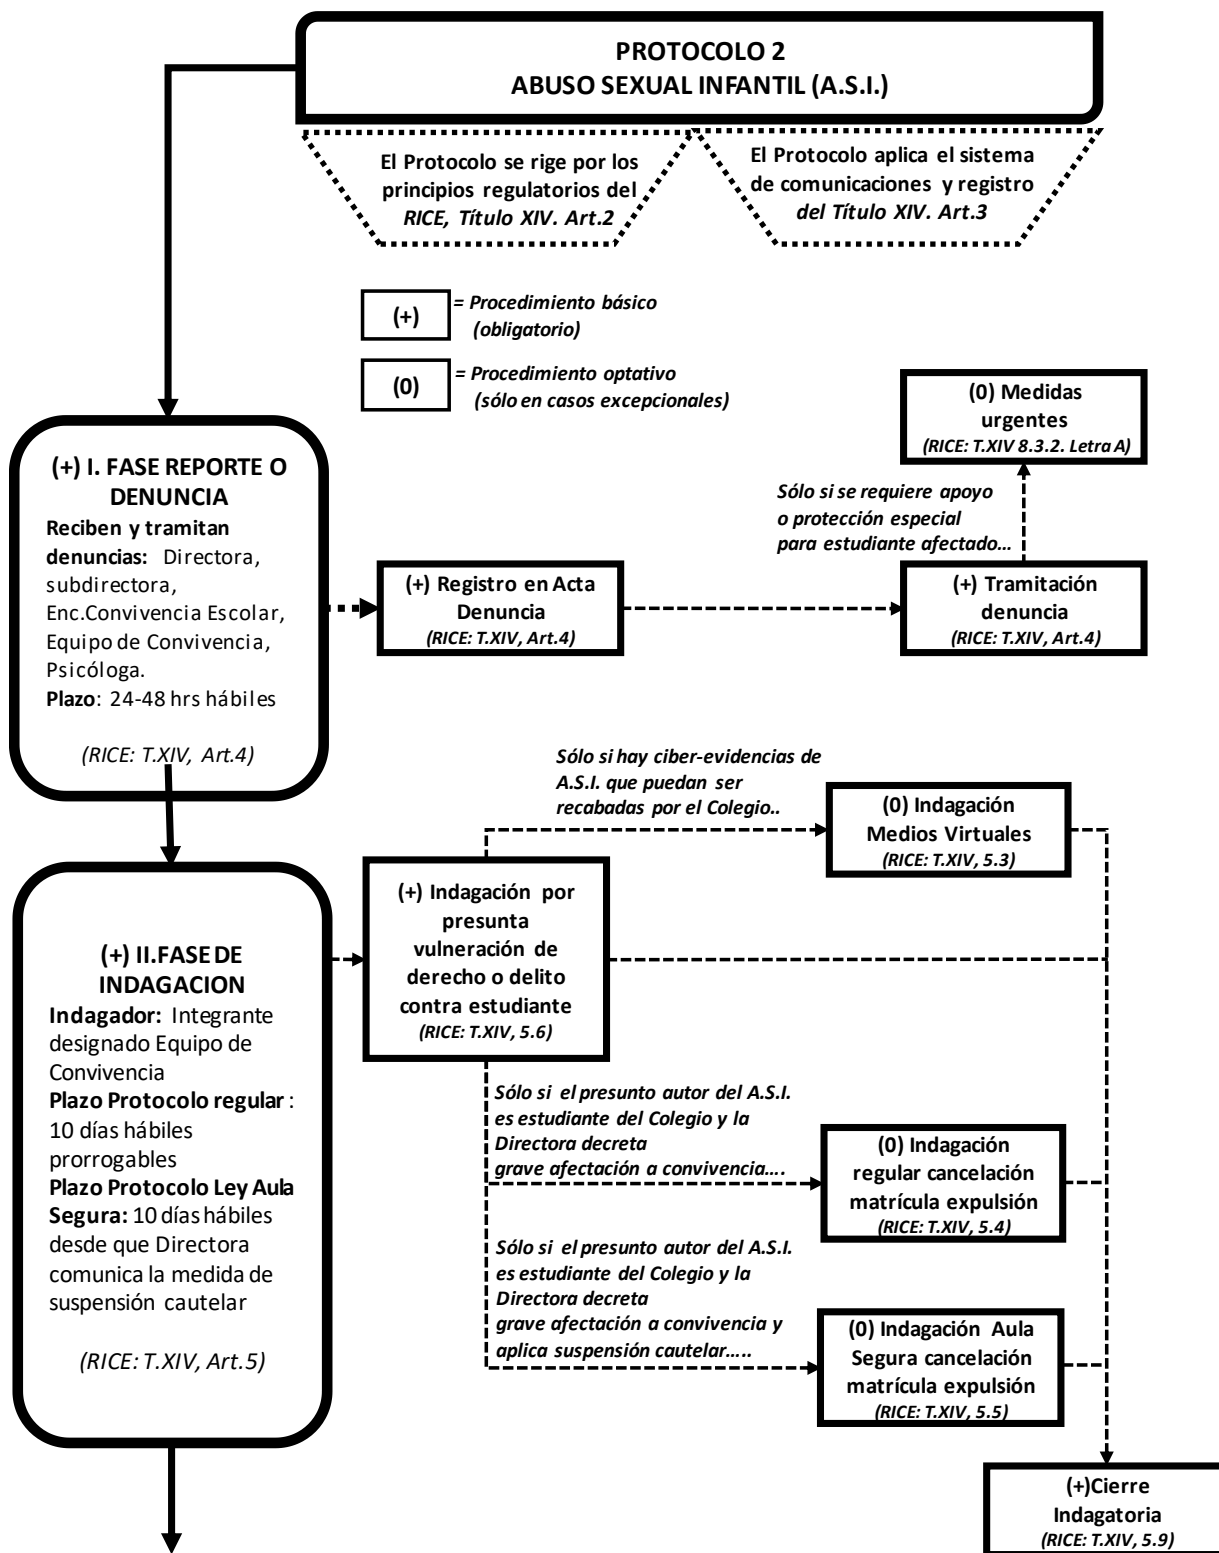 PROTOCOLO 2
ABUSO SEXUAL INFANTIL (A.S.I.)
El Protocolo se rige por los
principios regulatorios del
RICE, Título XIV. Art.2
El Protocolo aplica el sistema
de comunicaciones y registro
del Título XIV. Art.3
(+)
= Procedimiento básico
(obligatorio)
(0)
= Procedimiento optativo
(sólo en casos excepcionales)
(0) Medidas
urgentes
(RICE: T.XIV 8.3.2. Letra A)
Sólo si se requiere apoyo
o protección especial
para estudiante afectado...
(+) I. FASE REPORTE O
DENUNCIA
Reciben y tramitan
denuncias: Directora,
subdirectora,
Enc.Convivencia Escolar,
Equipo de Convivencia,
Psicóloga.
Plazo: 24-48 hrs hábiles
(RICE: T.XIV, Art.4)
(+) Registro en Acta
Denuncia
(RICE: T.XIV, Art.4)
(+) Tramitación
denuncia
(RICE: T.XIV, Art.4)
Sólo si hay ciber-evidencias de
A.S.I. que puedan ser
recabadas por el Colegio..
(0) Indagación
Medios Virtuales
(RICE: T.XIV, 5.3)
(+) II.FASE DE
INDAGACION
Indagador: Integrante
designado Equipo de
Convivencia
Plazo Protocolo regular :
10 días hábiles
prorrogables
Plazo Protocolo Ley Aula
Segura: 10 días hábiles
desde que Directora
comunica la medida de
suspensión cautelar
(RICE: T.XIV, Art.5)
(+) Indagación por
presunta
vulneración de
derecho o delito
contra estudiante
(RICE: T.XIV, 5.6)
Sólo si el presunto autor del A.S.I.
es estudiante del Colegio y la
Directora decreta
grave afectación a convivencia....
(0) Indagación
regular cancelación
matrícula expulsión
(RICE: T.XIV, 5.4)
Sólo si el presunto autor del A.S.I.
es estudiante del Colegio y la
Directora decreta
grave afectación a convivencia y
aplica suspensión cautelar.....
(0) Indagación Aula
Segura cancelación
matrícula expulsión
(RICE: T.XIV, 5.5)
(+)Cierre
Indagatoria
(RICE: T.XIV, 5.9)